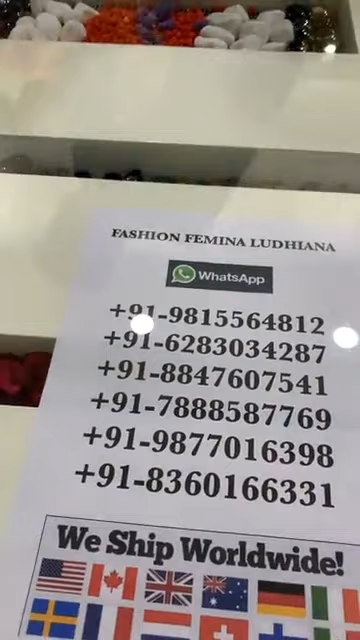 FASHION FEMINA LUDHIANA
WhatsApp
+91-9815564812
+91-6283034287
+91-8847607541
+91-7888587769
+91-9877016398
+91-8360166331
We Ship Worldwide!